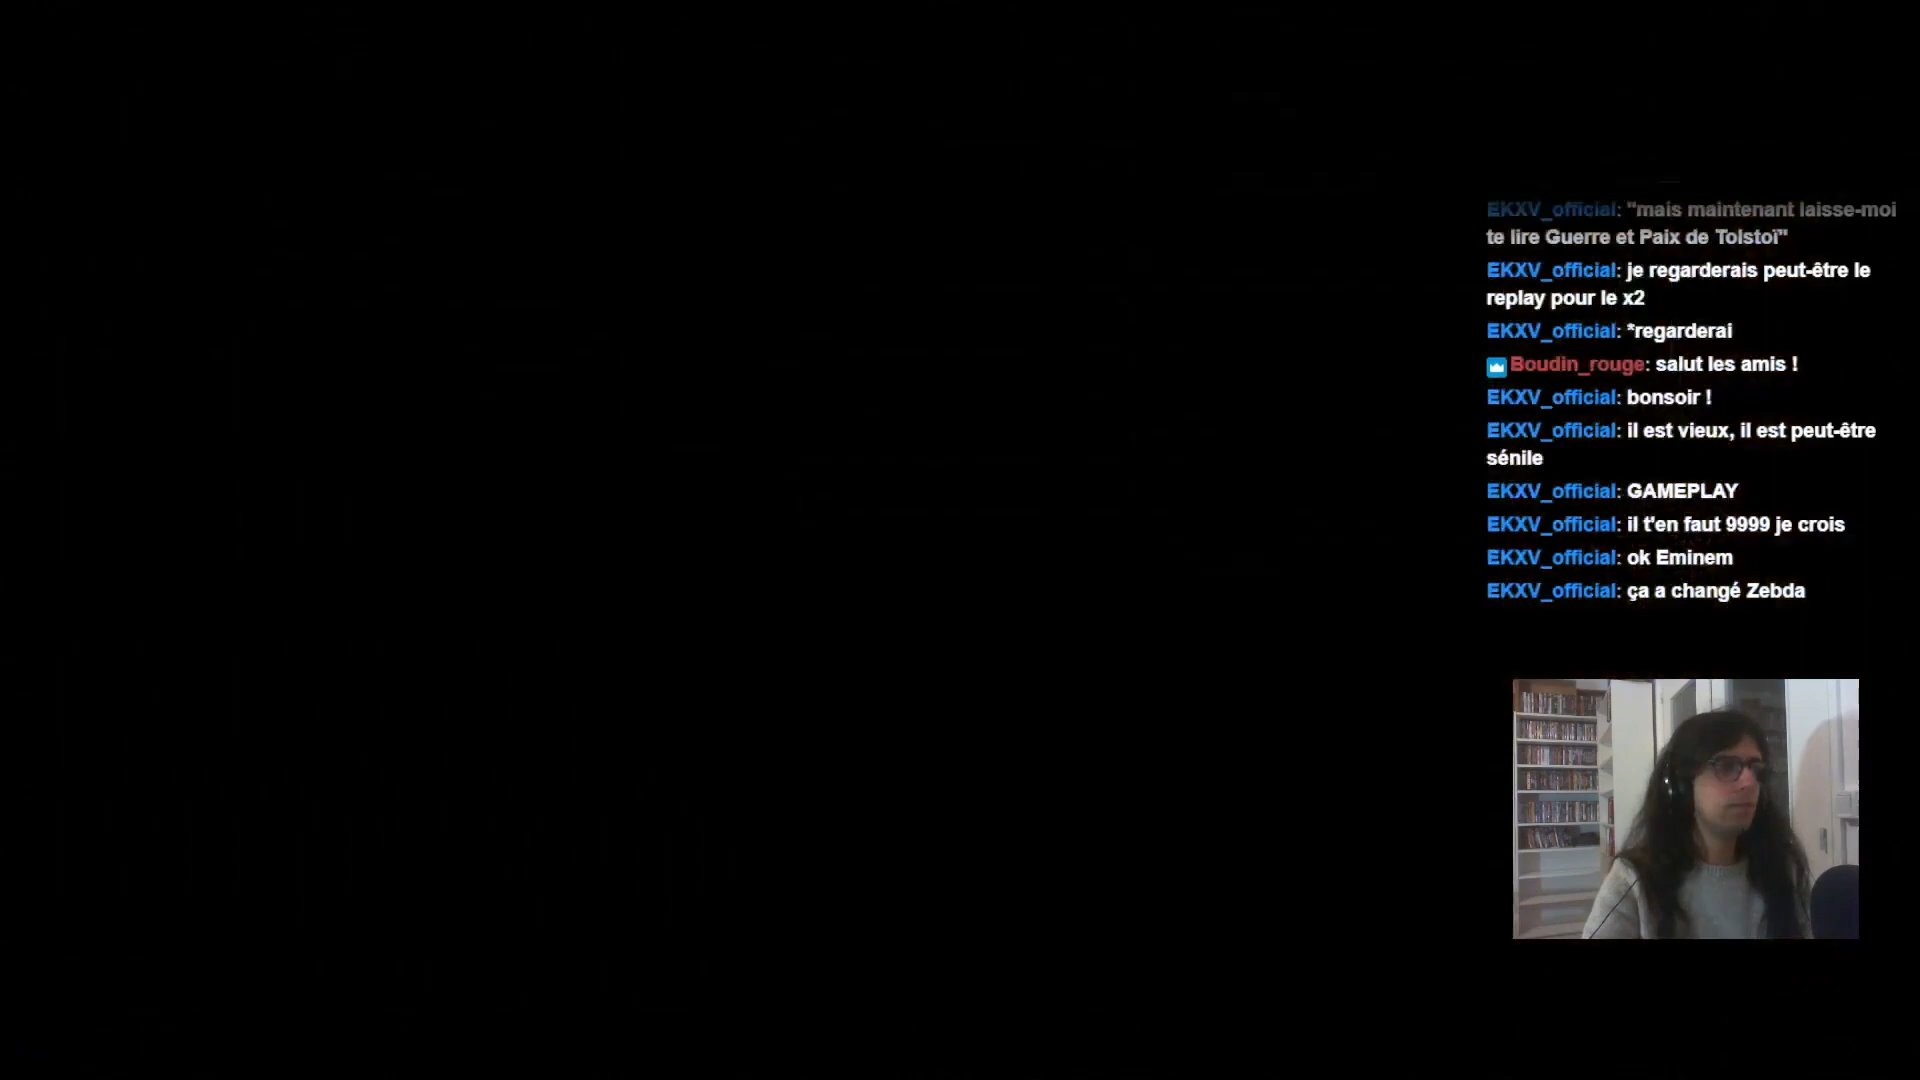 EKXV_official: "mais maintenant laisse-moi
te lire Guerre et Paix de Tolstoï"
EKXV_official: je regarderais peut-être le
replay pour le x2
EKXV_official: *regarderai
Boudin_rouge: salut les amis !
EKXV_official: bonsoir !
EKXV_official: il est vieux, il est peut-être
sénile
EKXV_official: GAMEPLAY
EKXV_official: il t'en faut 9999 je crois
EKXV_official: ok Eminem
EKXV_official: ça a changé Zebda